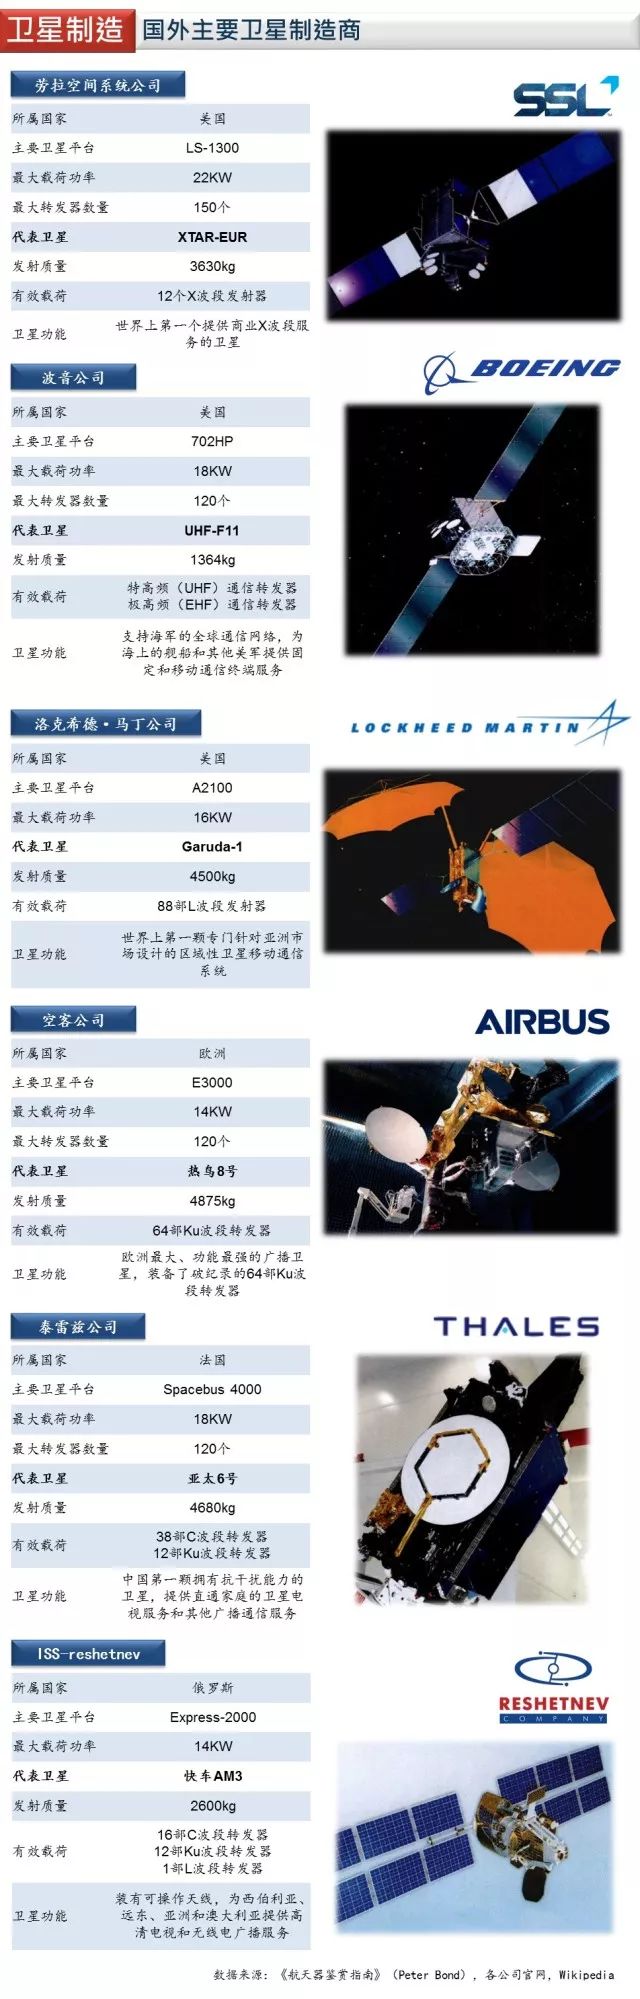 卫星制造 国外主要卫星制造商
劳拉空间系统公司
SSL
所属国家 美国
主要卫星平台 LS-1300
最大载荷功率 22KW
最大转发器数量 150个
代表卫星 XTAR-EUR
发射质量 3630kg
有效载荷 12个X波段发射器
卫星功能 世界上第一个提供商业X波段服
务的卫星
波音公司
BOEING
所属国家 美国
主要卫星平台 702HP
最大载荷功率 18KW
最大转发器数量 120个
代表卫星 UHF-F11
发射质量 1364kg
有效载荷 特高频（UHF）通信转发器
极高频（EHF）通信转发器
卫星功能 支持海军的全球通信网络，为
海上的舰船和其他美军提供固
定和移动通信终端服务
洛克希德·马丁公司
LOCKHEED MARTIN
所属国家 美国
主要卫星平台 A2100
最大载荷功率 16KW
代表卫星 Garuda-1
发射质量 4500kg
有效载荷 88部L波段发射器
卫星功能 世界上第一颗专门针对亚洲市
场设计的区域性卫星移动通信
系统
空客公司
AIRBUS
所属国家 欧洲
主要卫星平台 E3000
最大载荷功率 14KW
最大转发器数量 120个
代表卫星 热鸟8号
发射质量 4875kg
有效载荷 64部Ku波段转发器
卫星功能 欧洲最大、功能最强的广播卫
星，装备了破纪录的64部Ku波
段转发器
泰雷兹公司
THALES
所属国家 法国
主要卫星平台 Spacebus 4000
最大载荷功率 18KW
最大转发器数量 120个
代表卫星 亚太6号
发射质量 4680kg
有效载荷 38部C波段转发器
12部Ku波段转发器
卫星功能 中国第一颗拥有抗干扰能力的
卫星，提供直通家庭的卫星电
视服务和其他广播通信服务
ISS-reshetnev
RESHETNEV
COMPANY
所属国家 俄罗斯
主要卫星平台 Express-2000
最大载荷功率 14KW
代表卫星 快车AM3
发射质量 2600kg
有效载荷 16部C波段转发器
12部Ku波段转发器
1部L波段转发器
卫星功能 装有可操作天线，为西伯利亚、
远东、亚洲和澳大利亚提供高
清电视和无线电广播服务
数据来源：《航天器鉴赏指南》（Peter Bond），各公司官网，Wikipedia